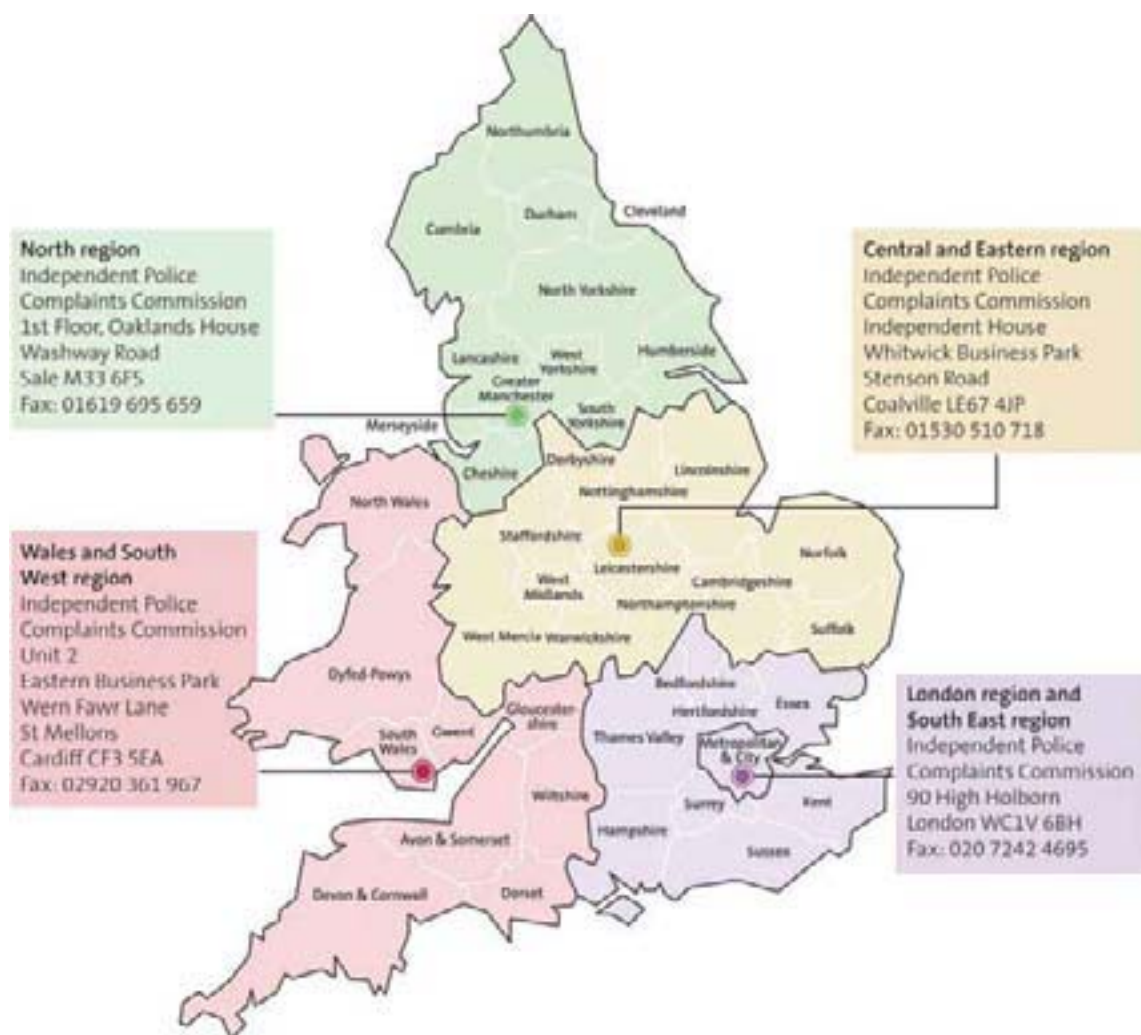 Northumbria
Durham
Cleveland
Cumbria
North region
Independent Police
Complaints Commission
1st Floor, Oaklands House
Washway Road
Sale M33 6FS
Fax: 01619 695 659
Central and Eastern region
Independent Police
Complaints Commission
Independent House
Whitwick Business Park
Stenson Road
Coalville LE67 4JP
Fax: 01530 510 718
North Yorkshire
Lancashire
West
Yorkshire
Humberside
Greater
Manchester
Merseyside
South
Yorkshire
Cheshire
Derbyshire
Lincolnshire
Nottinghamshire
North Wales
Staffordshire
Leicestershire
Norfolk
West
Midlands
Cambridgeshire
Northamptonshire
West Mercia
Warwickshire
Suffolk
Wales and South
West region
Independent Police
Complaints Commission
Unit 2
Eastern Business Park
Wern Fawr Lane
St Mellons
Cardiff CF3 5EA
Fax: 02920 361 967
Dyfed-Powys
Bedfordshire
Hertfordshire
Essex
Gloucester-
shire
South
Wales
Gwent
Thames Valley
Metropolitan
& City
London region and
South East region
Independent Police
Complaints Commission
90 High Holborn
London WC1V 6BH
Fax: 020 7242 4695
Wiltshire
Surrey
Kent
Avon & Somerset
Hampshire
Sussex
Devon & Cornwall
Dorset